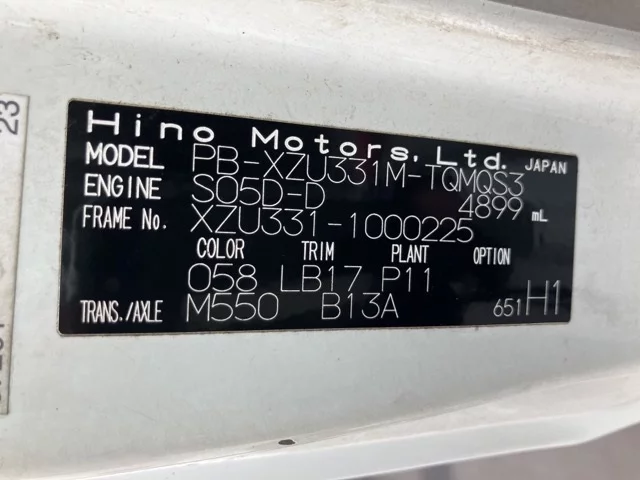 Hino Motors, Ltd. JAPAN
MODEL PB-XZU331M-TQMQS3
ENGINE S05D-D 4899 mL
FRAME No. XZU331-1000225
COLOR TRIM PLANT OPTION
058 LB17 P11
TRANS./AXLE M550 B13A 651 H1
23